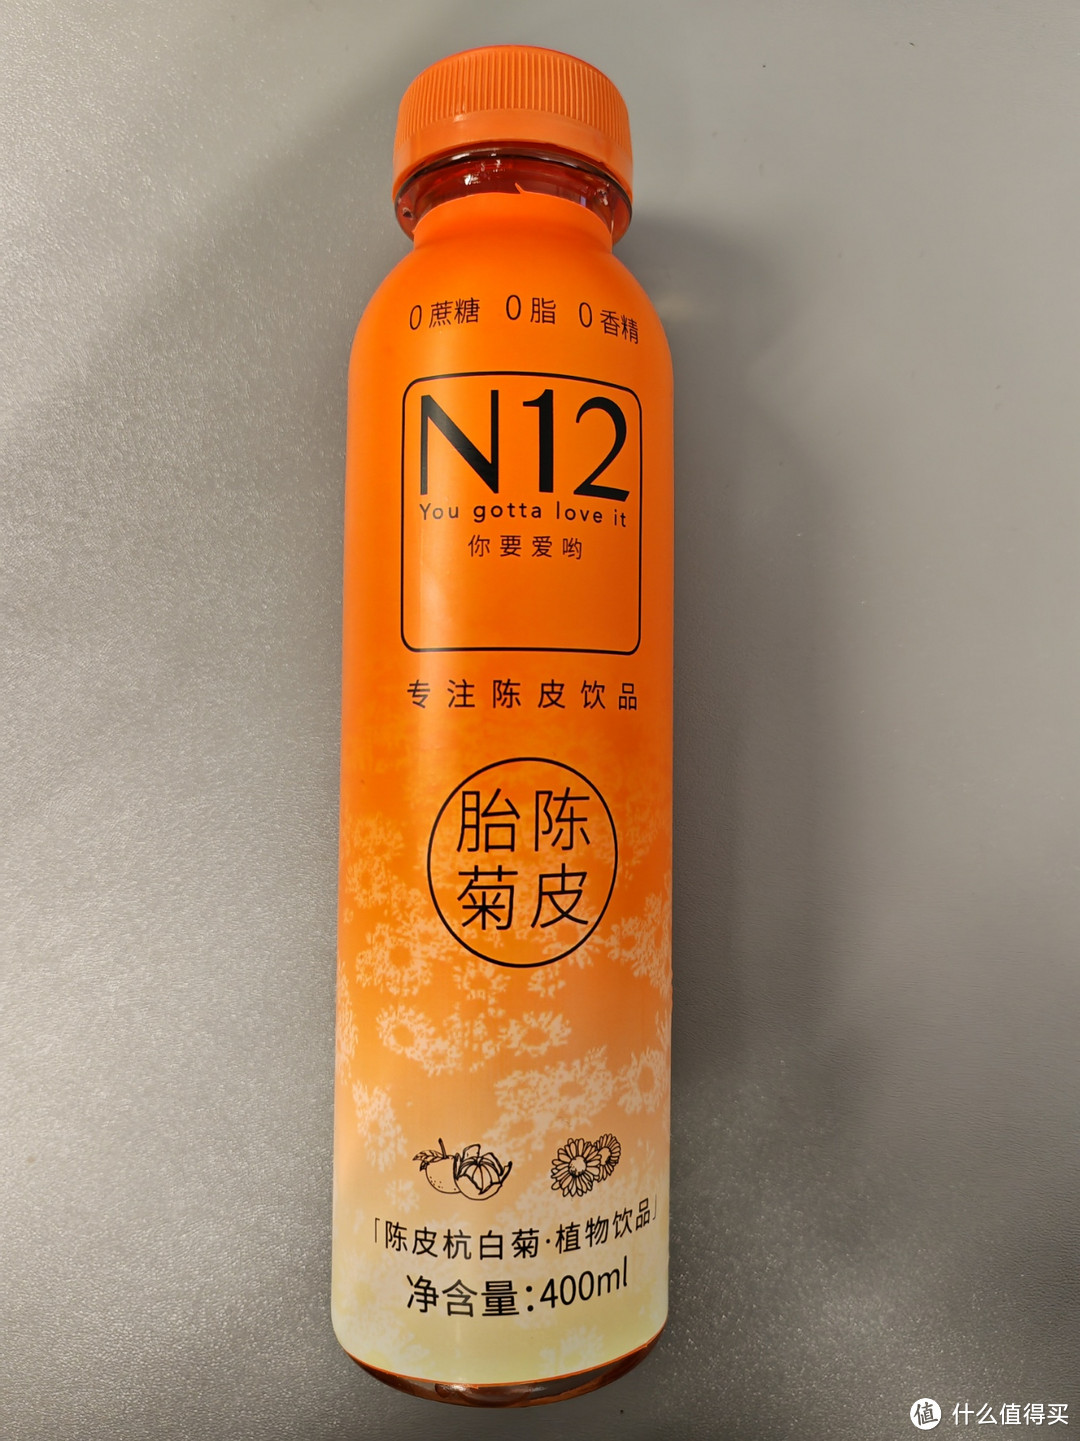 0蔗糖 0脂 0香精
N12
You gotta love it
你要爱哟
专注陈皮饮品
陈皮
胎菊
「陈皮杭白菊·植物饮品」
净含量:400ml
值 什么值得买